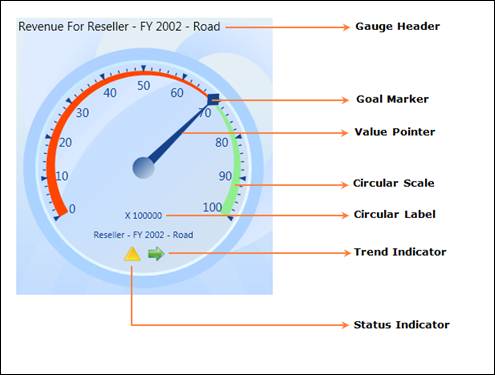 Revenue For Reseller - FY 2002 - Road
Gauge Header
50
40
60
Goal Marker
30
70
Value Pointer
20
80
10
90
Circular Scale
0
100
X 100000
Circular Label
Reseller - FY 2002 - Road
Trend Indicator
Status Indicator